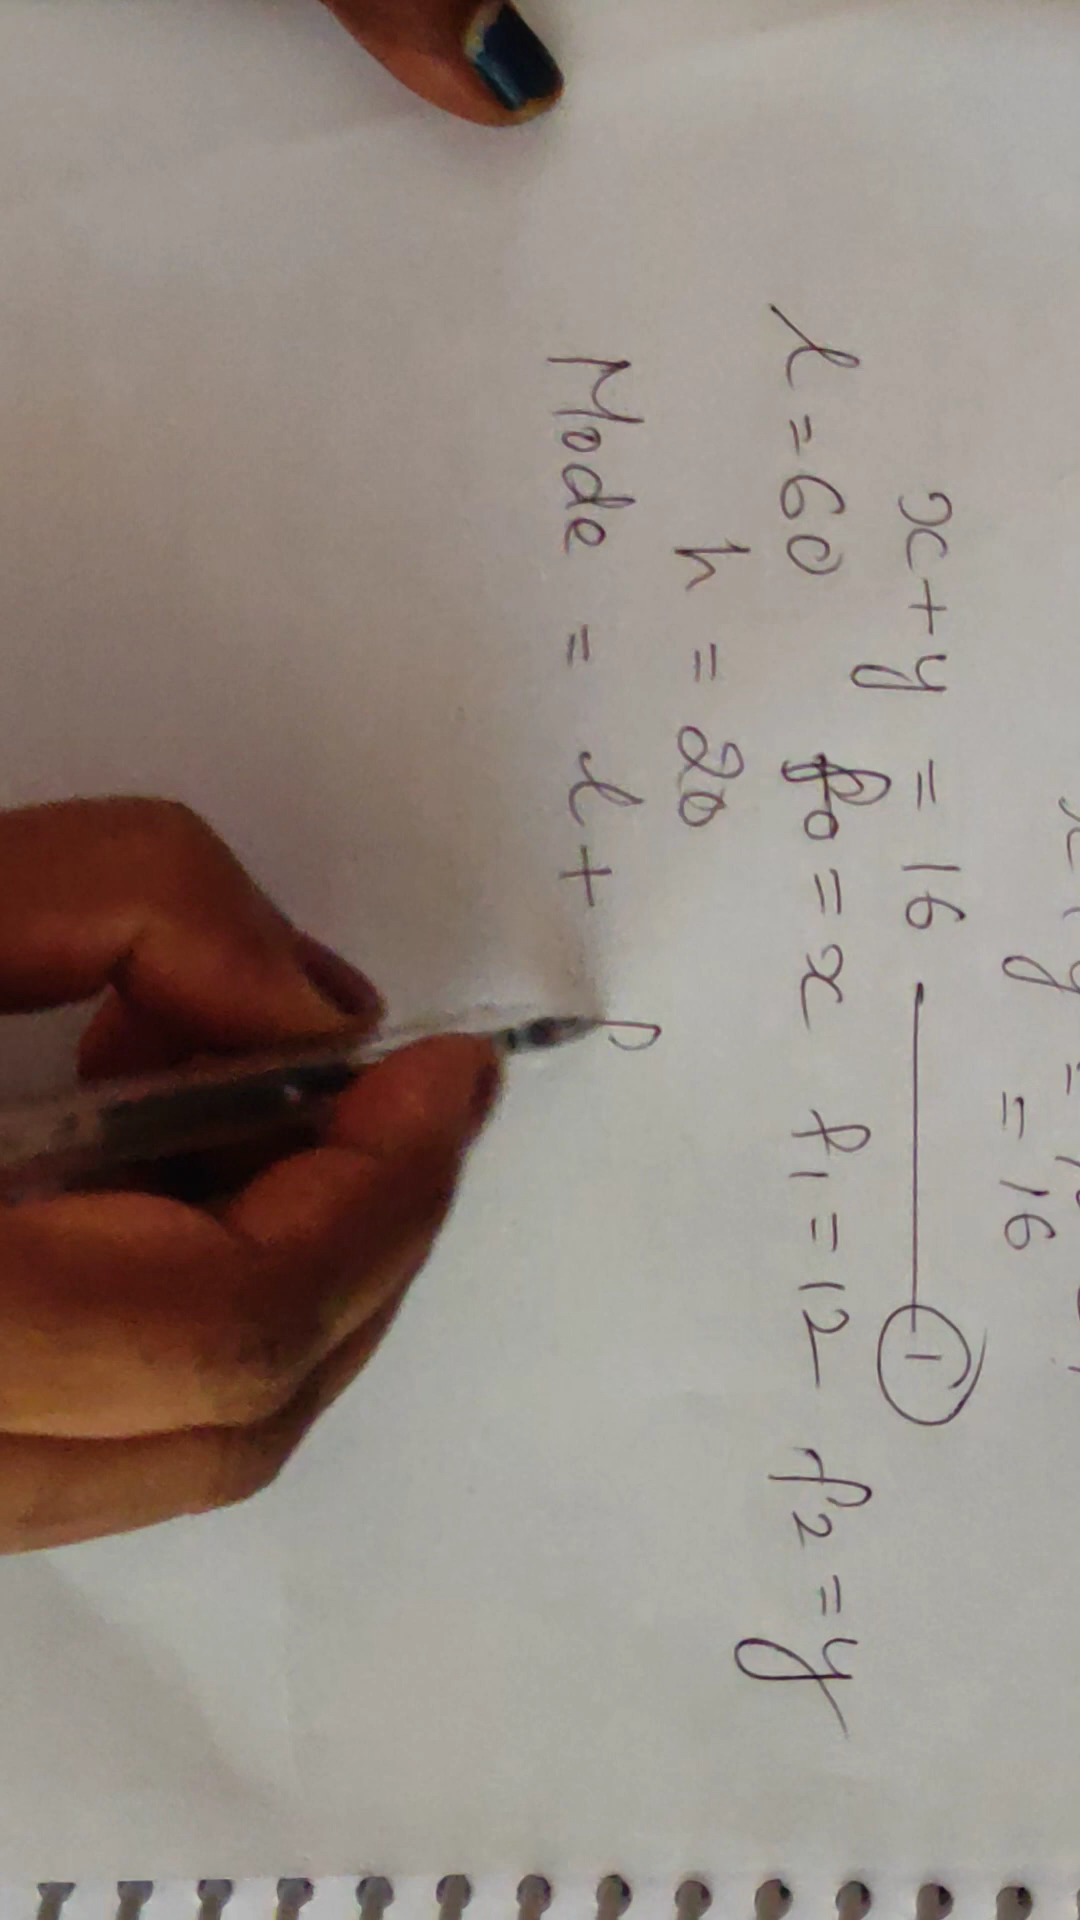 = 16
x + y = 16 ——— ①
l = 60 f0 = x f1 = 12 f2 = y
h = 20
Mode = l + f